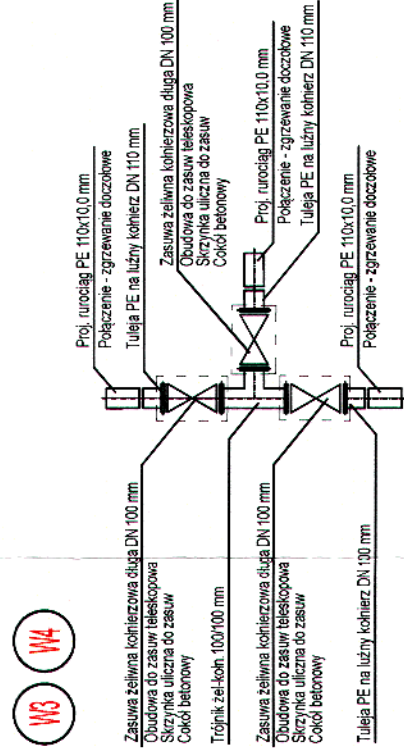 W3
W4
Proj. rurociąg PE 110x10,0 mm
Połączenie - zgrzewanie doczołowe
Tuleja PE na luźny kołnierz DN 110 mm
Zasuwa żeliwna kołnierzowa długa DN 100 mm
Obudowa do zasuw teleskopowa
Skrzynka uliczna do zasuw
Cokół betonowy
Proj. rurociąg PE 110x10,0 mm
Połączenie - zgrzewanie doczołowe
Tuleja PE na luźny kołnierz DN 110 mm
Zasuwa żeliwna kołnierzowa długa DN 100 mm
Obudowa do zasuw teleskopowa
Skrzynka uliczna do zasuw
Cokół betonowy
Trójnik żel-kołn. 100/100 mm
Zasuwa żeliwna kołnierzowa długa DN 100 mm
Obudowa do zasuw teleskopowa
Skrzynka uliczna do zasuw
Cokół betonowy
Proj. rurociąg PE 110x10,0 mm
Połączenie - zgrzewanie doczołowe
Tuleja PE na luźny kołnierz DN 100 mm